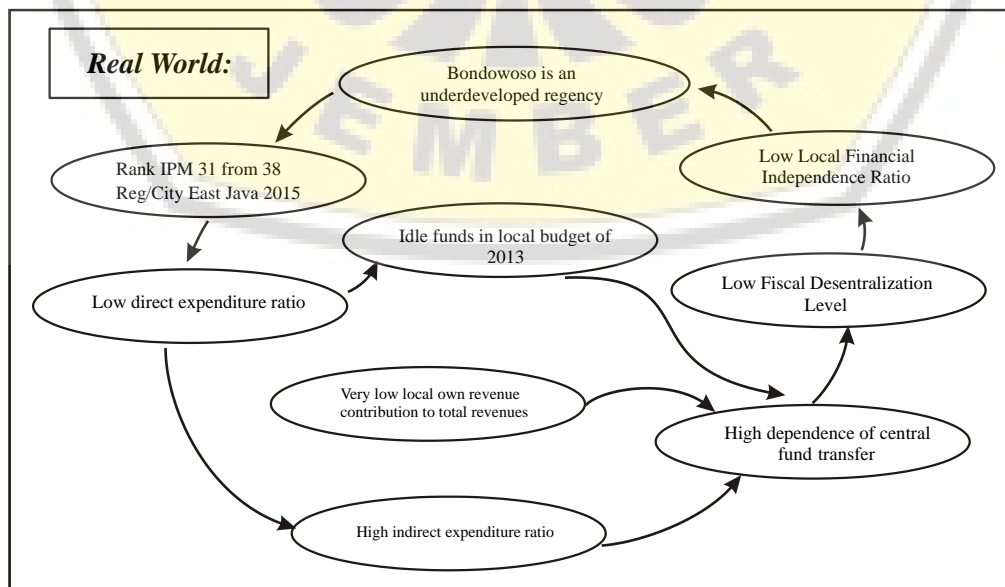 Real World:
Bondowoso is an
underdeveloped regency
Rank IPM 31 from 38
Reg/City East Java 2015
Low Local Financial
Independence Ratio
Idle funds in local budget of
2013
Low direct expenditure ratio
Low Fiscal Desentralization
Level
Very low local own revenue
contribution to total revenues
High dependence of central
fund transfer
High indirect expenditure ratio
JEMBER